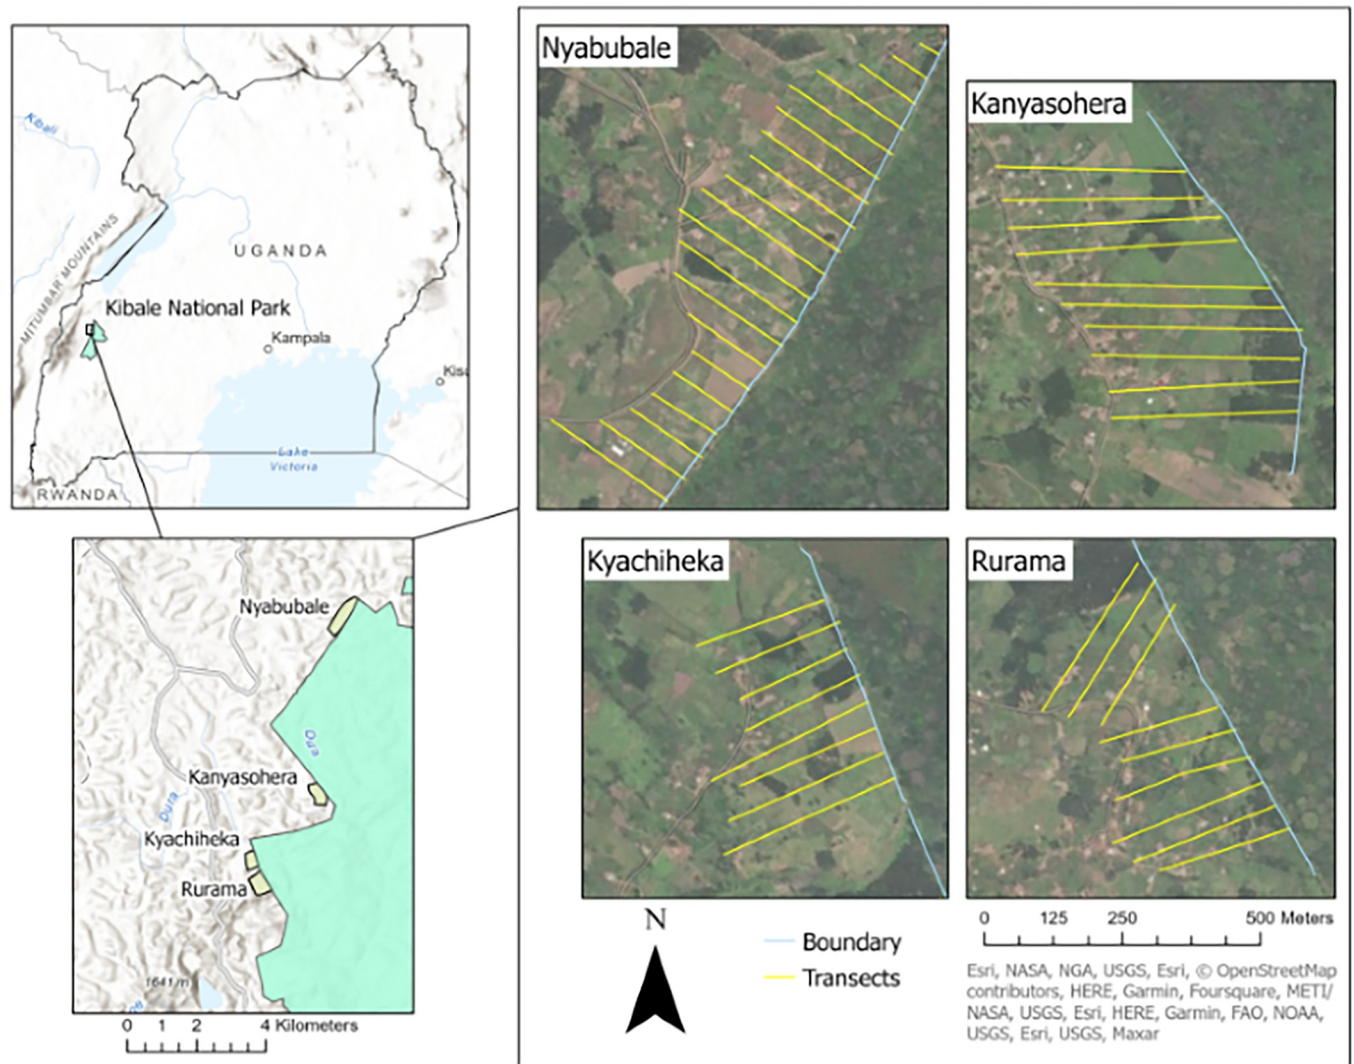 Kibali
MITUMBAR MOUNTAINS
UGANDA
Kibale National Park
Kampala
Kisu
Lake
Victoria
RWANDA
Nyabubale
Dura
Kanyasohera
Dura
Kyachiheka
Rurama
1641 m
0 1 2 4 Kilometers
Nyabubale
Kanyasohera
Kyachiheka
Rurama
N
Boundary
Transects
0 125 250 500 Meters
Esri, NASA, NGA, USGS, Esri, © OpenStreetMap
contributors, HERE, Garmin, Foursquare, METI/
NASA, USGS, Esri, HERE, Garmin, FAO, NOAA,
USGS, Esri, USGS, Maxar